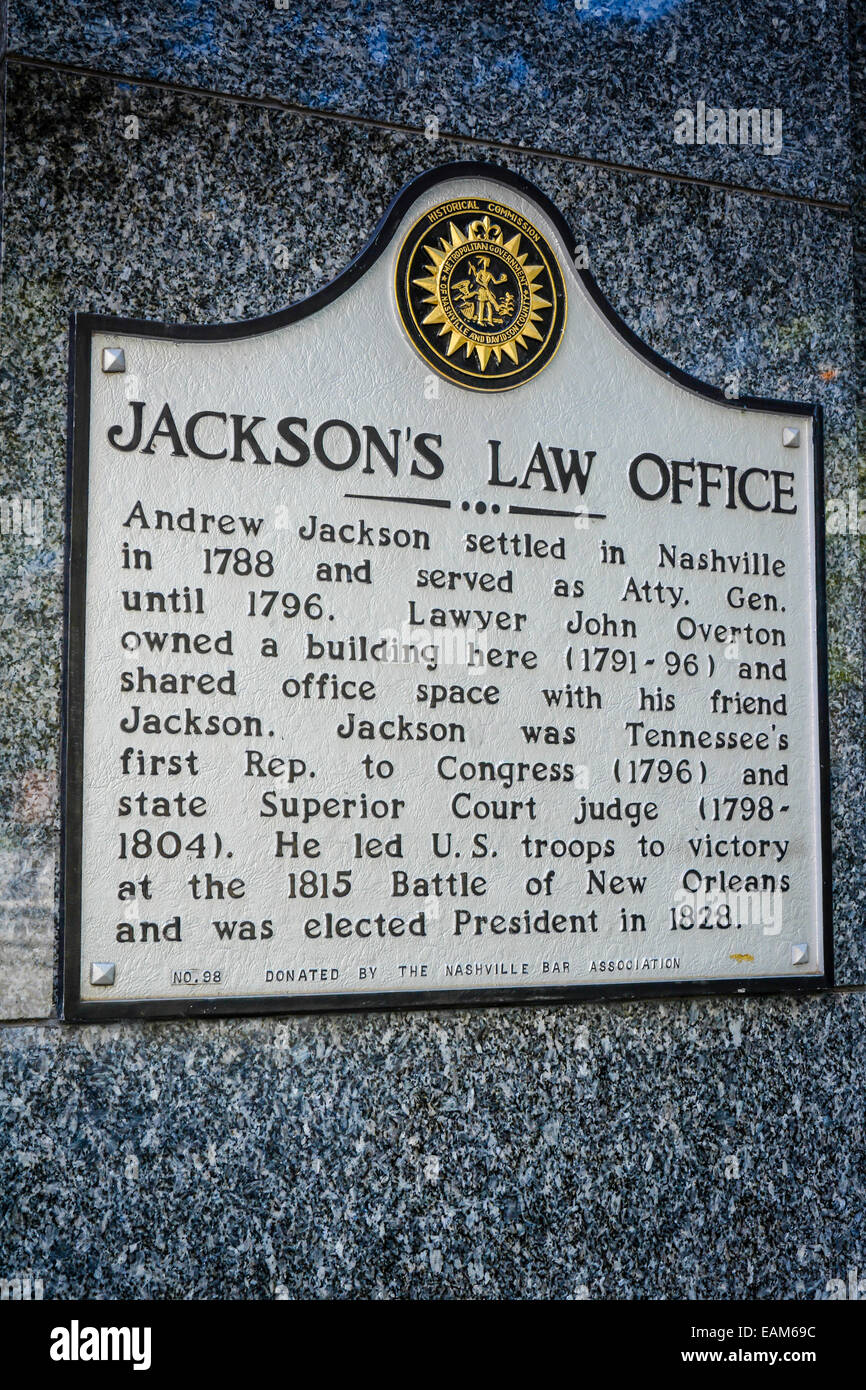 HISTORICAL COMMISSION
METROPOLITAN GOVERNMENT
OF NASHVILLE AND DAVIDSON COUNTY
JACKSON'S LAW OFFICE
Andrew Jackson settled in Nashville
in 1788 and served as Atty. Gen.
until 1796. Lawyer John Overton
owned a building here (1791-96) and
shared office space with his friend
Jackson. Jackson was Tennessee's
first Rep. to Congress (1796) and
state Superior Court judge (1798-
1804). He led U.S. troops to victory
at the 1815 Battle of New Orleans
and was elected President in 1828.
NO. 98 DONATED BY THE NASHVILLE BAR ASSOCIATION
alamy
alamy
a
a
a
a
alamy
Image ID: EAM69C
www.alamy.com